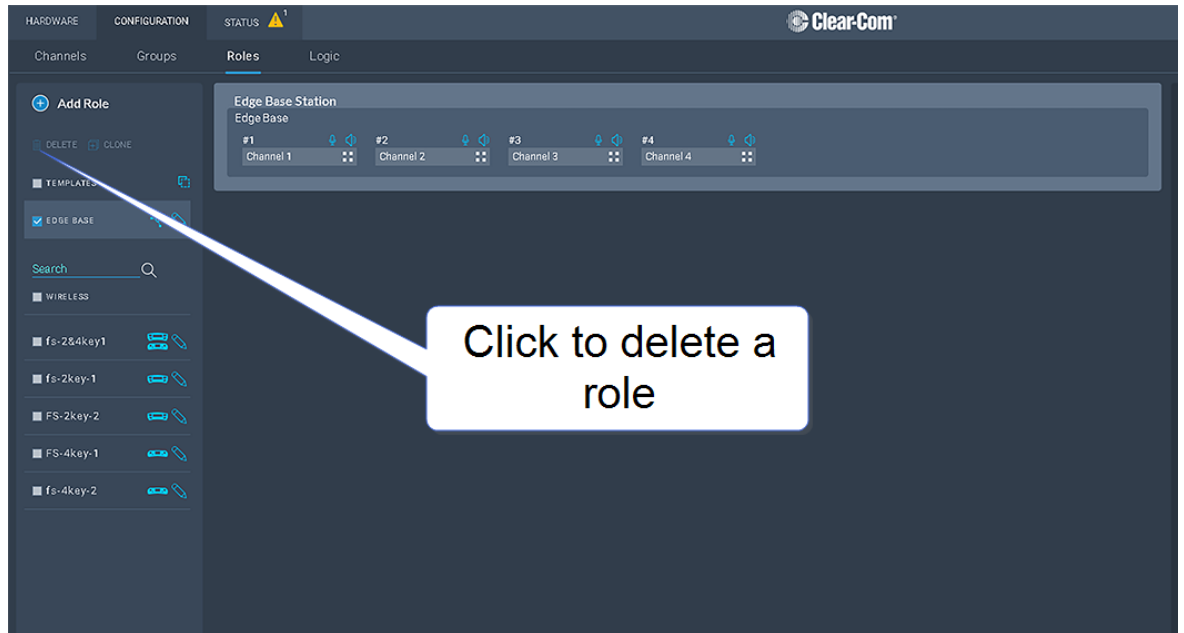 HARDWARE CONFIGURATION STATUS 1 Clear-Com
Channels Groups Roles Logic
Add Role
DELETE CLONE
TEMPLATES
EDGE BASE
Search
WIRELESS
fs-2&4key1
fs-2key-1
FS-2key-2
FS-4key-1
fs-4key-2
Edge Base Station
Edge Base
#1 #2 #3 #4
Channel 1 Channel 2 Channel 3 Channel 4
Click to delete a
role